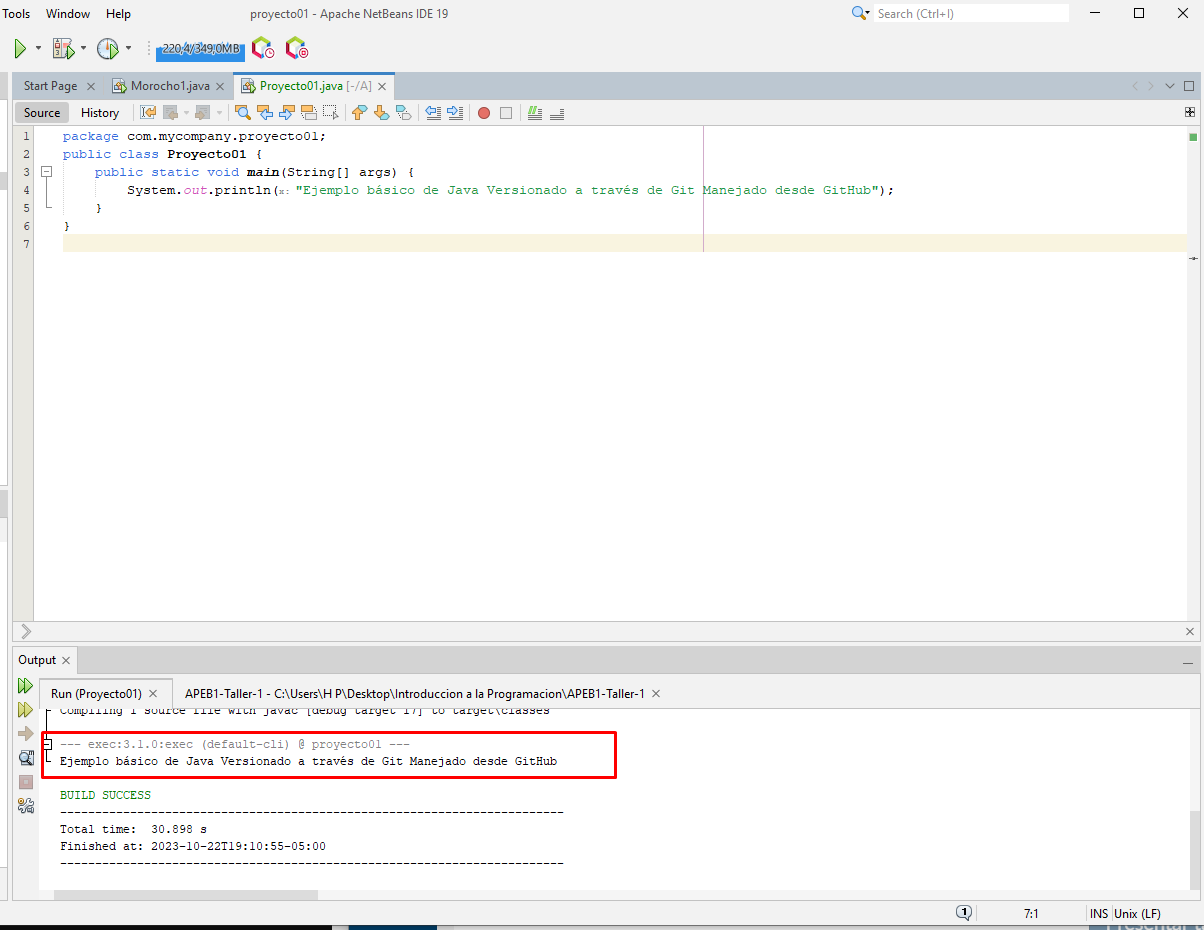 Tools Window Help proyecto01 - Apache NetBeans IDE 19 Search (Ctrl+I)
220,4/349,0MB
Start Page Morocho1.java Proyecto01.java [-/A]
Source History
1 package com.mycompany.proyecto01;
2 public class Proyecto01 {
3 public static void main(String[] args) {
4 System.out.println(x: "Ejemplo básico de Java Versionado a través de Git Manejado desde GitHub");
5 }
6 }
7
Output
Run (Proyecto01) APEB1-Taller-1 - C:\Users\H P\Desktop\Introduccion a la Programacion\APEB1-Taller-1
Compiling 1 source file with javac [debug target 17] to target\classes
--- exec:3.1.0:exec (default-cli) @ proyecto01 ---
Ejemplo básico de Java Versionado a través de Git Manejado desde GitHub
BUILD SUCCESS
------------------------------------------------------------------------
Total time: 30.898 s
Finished at: 2023-10-22T19:10:55-05:00
------------------------------------------------------------------------
1 7:1 INS Unix (LF)